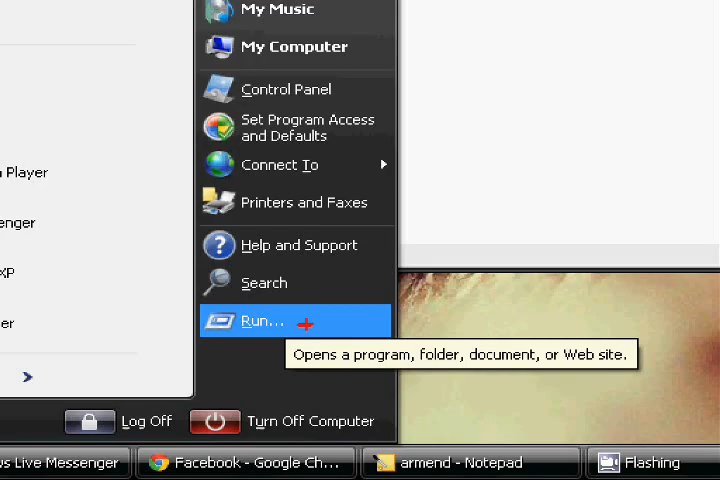 My Music
My Computer
Control Panel
Set Program Access
and Defaults
Connect To
Printers and Faxes
Help and Support
Search
Run...
Opens a program, folder, document, or Web site.
Player
enger
XP
er
Log Off
Turn Off Computer
ws Live Messenger
Facebook - Google Ch...
armend - Notepad
Flashing